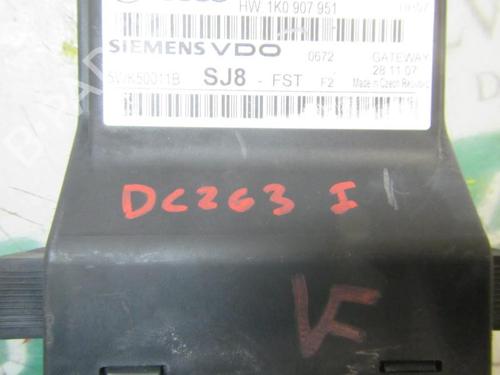 HW 1K0 907 951
SIEMENS VDO 0672 GATEWAY
5WK50011B SJ8 - FST F2 28 11 07
Made in Czech Republic
DC263 I